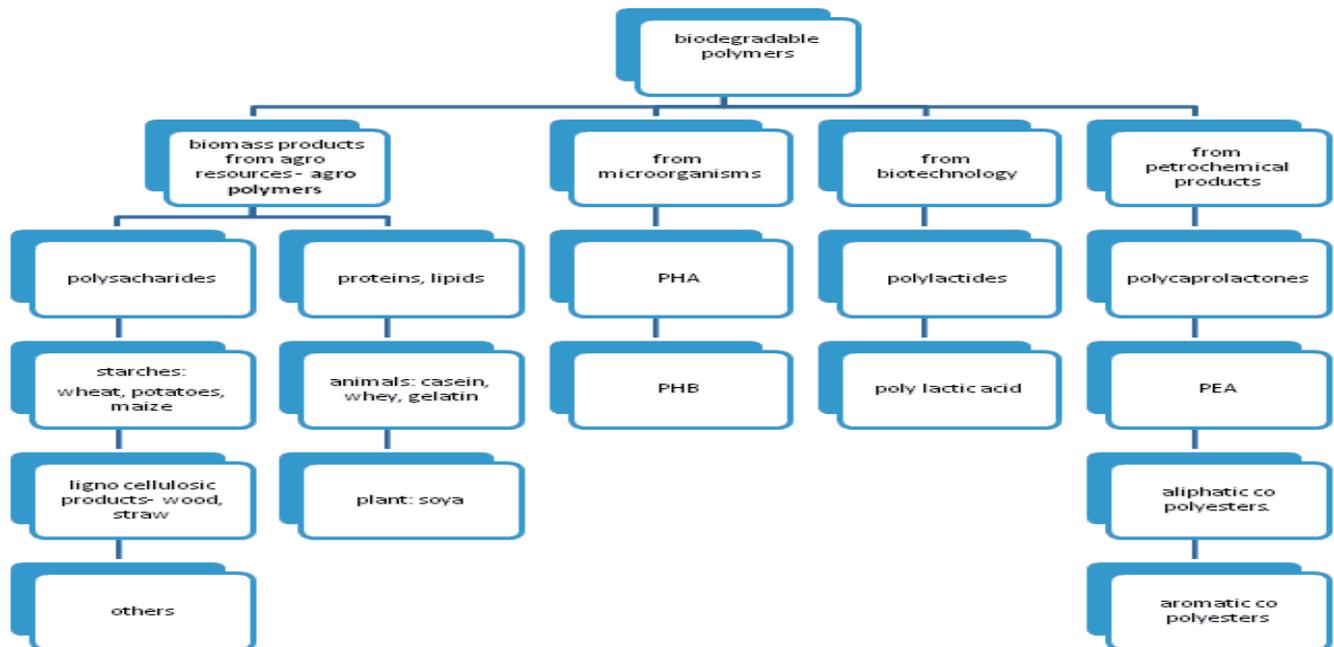 biodegradable
polymers
biomass products
from agro
resources- agro
polymers
from
microorganisms
from
biotechnology
from
petrochemical
products
polysacharides
proteins, lipids
PHA
polylactides
polycaprolactones
starches:
wheat, potatoes,
maize
animals: casein,
whey, gelatin
PHB
poly lactic acid
PEA
ligno cellulosic
products- wood,
straw
plant: soya
aliphatic co
polyesters.
others
aromatic co
polyesters